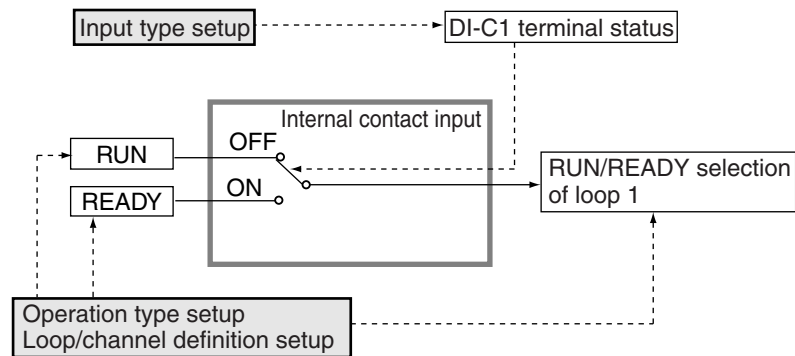 Input type setup
DI-C1 terminal status
Internal contact input
OFF
RUN
ON
READY
RUN/READY selection
of loop 1
Operation type setup
Loop/channel definition setup